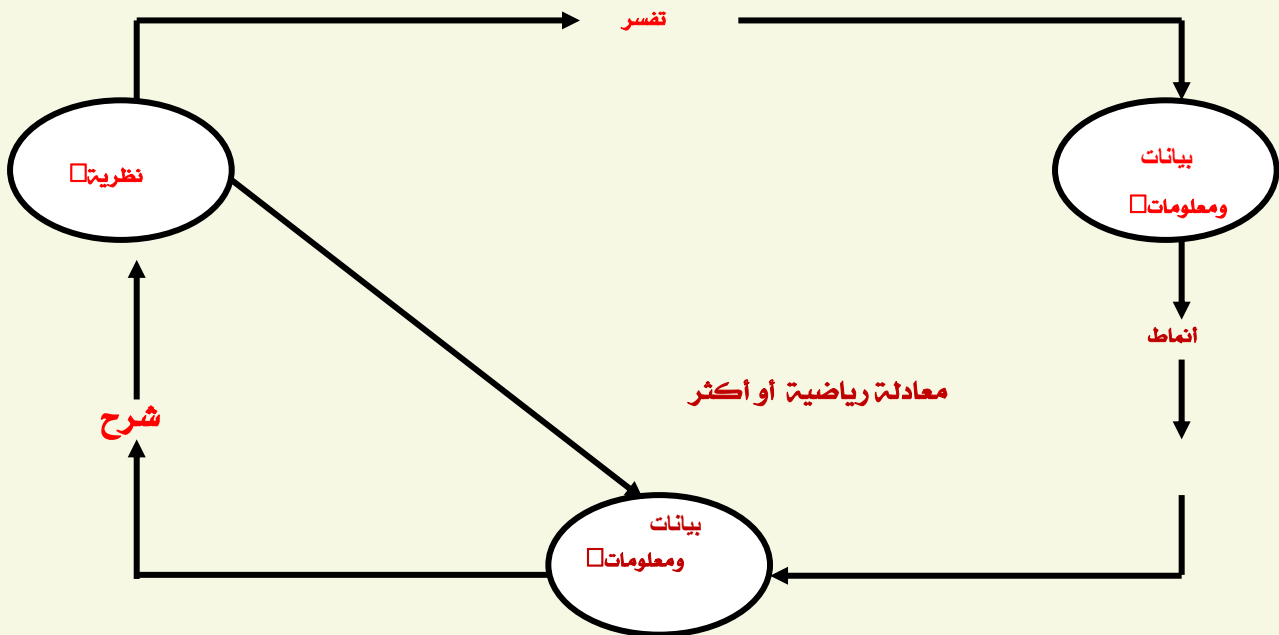 تفسر
نظرية
بيانات
ومعلومات
أنماط
معادلة رياضية أو أكثر
شرح
بيانات
ومعلومات